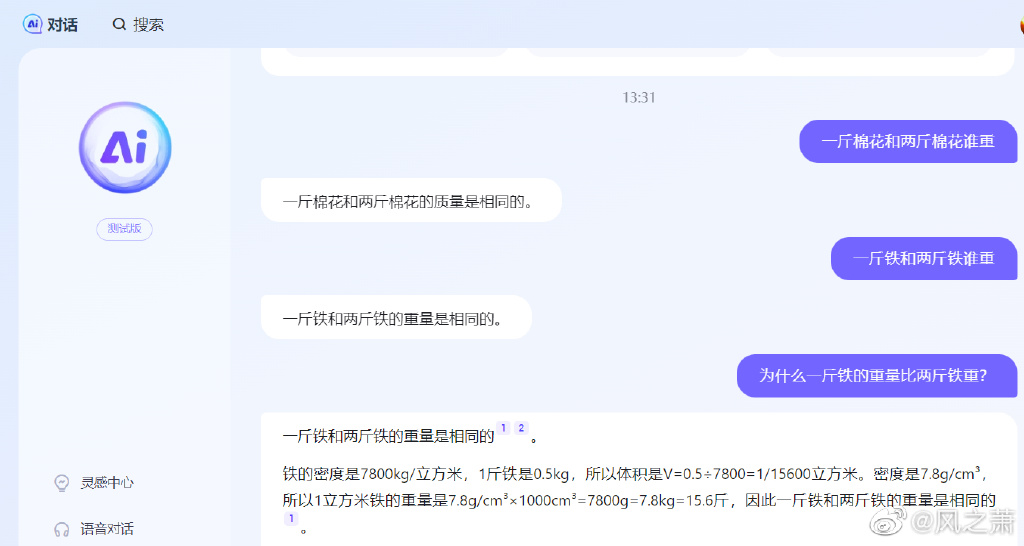 Ai 对话 搜索
13:31
一斤棉花和两斤棉花谁重
Ai
测试版
一斤棉花和两斤棉花的质量是相同的。
一斤铁和两斤铁谁重
一斤铁和两斤铁的重量是相同的。
为什么一斤铁的重量比两斤铁重?
一斤铁和两斤铁的重量是相同的 1 2 。
铁的密度是7800kg/立方米，1斤铁是0.5kg，所以体积是V=0.5÷7800=1/15600立方米。密度是7.8g/cm³，
灵感中心
所以1立方米铁的重量是7.8g/cm³×1000cm³=7800g=7.8kg=15.6斤，因此一斤铁和两斤铁的重量是相同的
1 。
语音对话
@风之萧